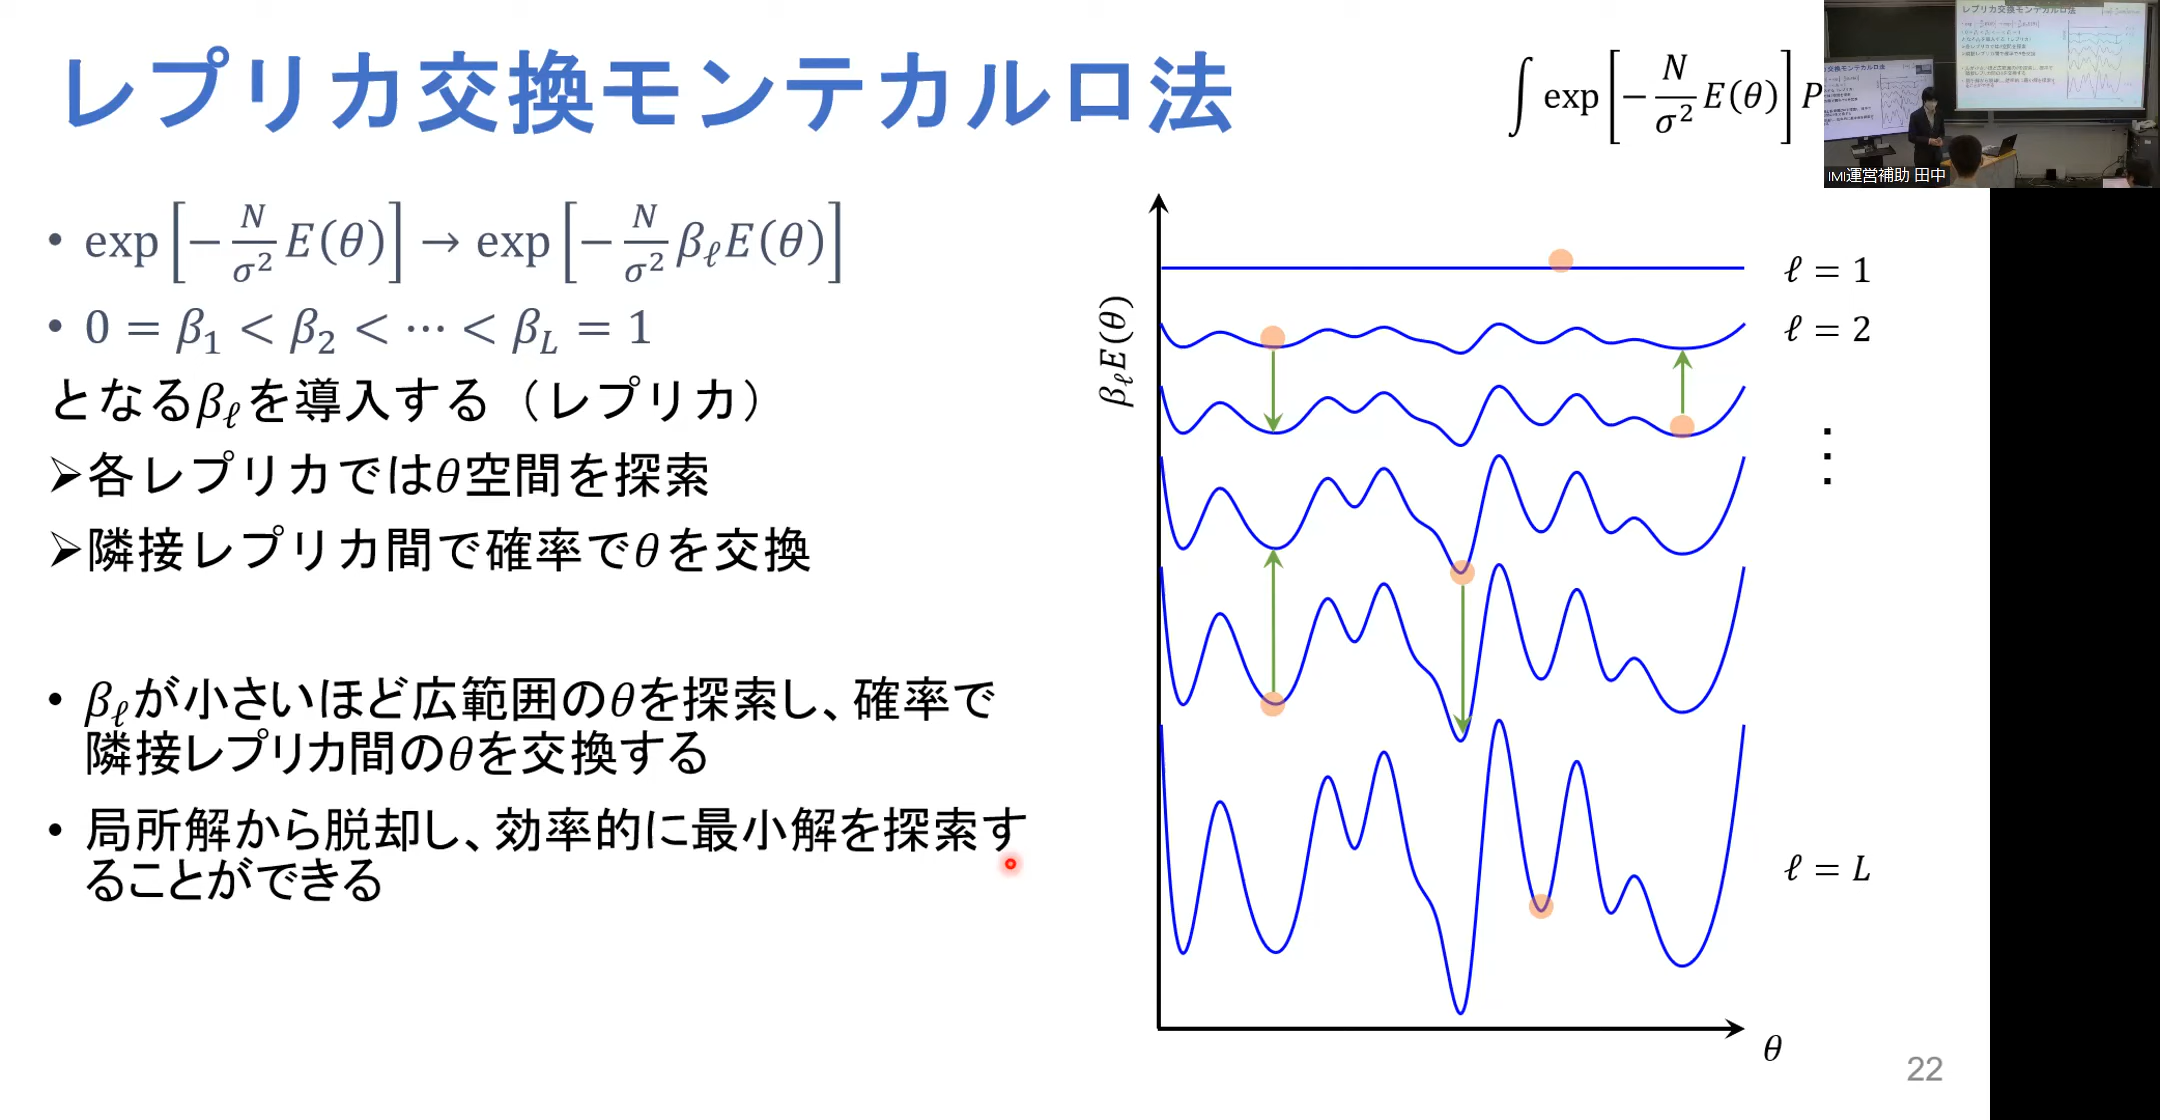 レプリカ交換モンテカルロ法
∫ exp[−N/σ² E(θ)] P
IMI運営補助 田中
• exp[−N/σ² E(θ)] → exp[−N/σ² β_ℓ E(θ)]
• 0 = β₁ < β₂ < ⋯ < β_L = 1
となるβ_ℓを導入する（レプリカ）
➢各レプリカではθ空間を探索
➢隣接レプリカ間で確率でθを交換
• β_ℓが小さいほど広範囲のθを探索し、確率で
隣接レプリカ間のθを交換する
• 局所解から脱却し、効率的に最小解を探索す
ることができる
β_ℓE(θ)
ℓ = 1
ℓ = 2
⋮
ℓ = L
θ
22